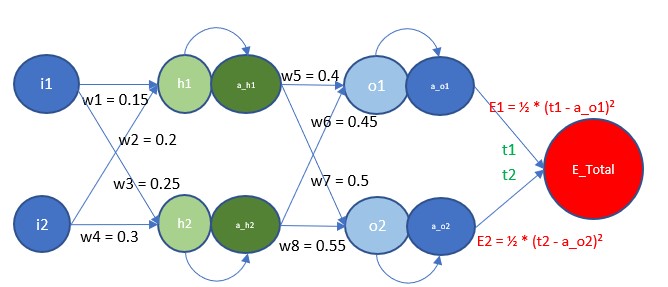 i1
h1
a_h1
w5 = 0.4
o1
a_o1
w1 = 0.15
E1 = ½ * (t1 - a_o1)²
w6 = 0.45
w2 = 0.2
t1
E_Total
t2
w3 = 0.25
w7 = 0.5
i2
h2
a_h2
o2
a_o2
w4 = 0.3
w8 = 0.55
E2 = ½ * (t2 - a_o2)²